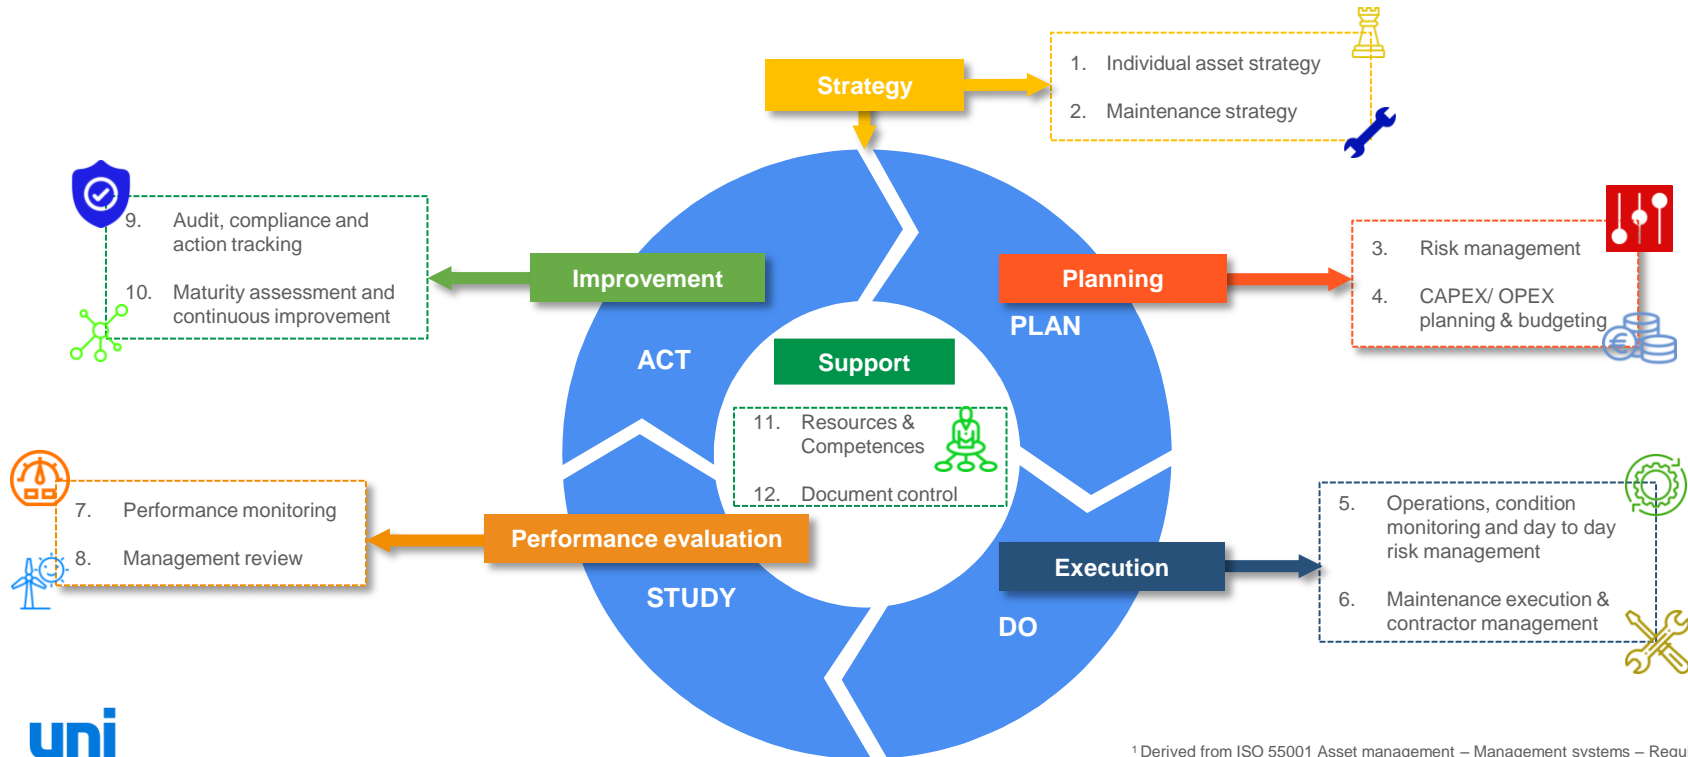 Strategy
1. Individual asset strategy
2. Maintenance strategy
9. Audit, compliance and
action tracking
10. Maturity assessment and
continuous improvement
Improvement
Planning
3. Risk management
4. CAPEX/ OPEX
planning & budgeting
PLAN
ACT
Support
11. Resources &
Competences
12. Document control
7. Performance monitoring
8. Management review
Performance evaluation
STUDY
Execution
DO
5. Operations, condition
monitoring and day to day
risk management
6. Maintenance execution &
contractor management
uni
¹ Derived from ISO 55001 Asset management – Management systems –